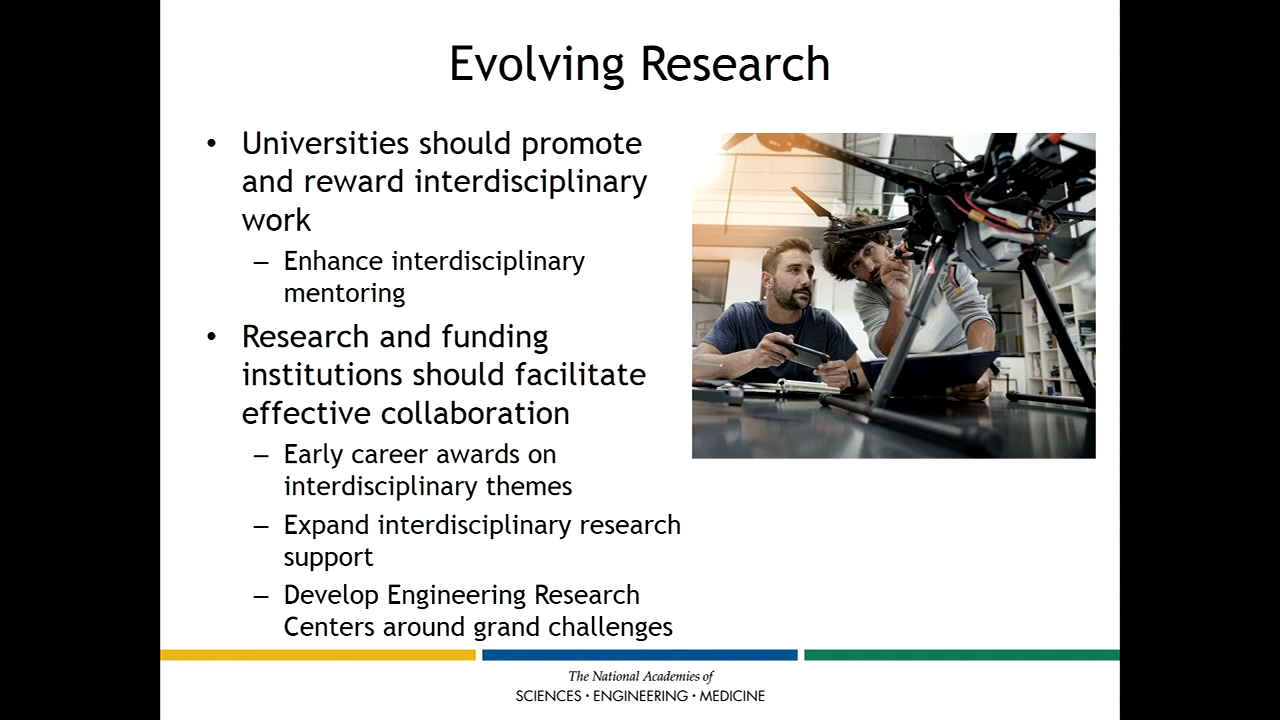 Evolving Research
• Universities should promote
and reward interdisciplinary
work
– Enhance interdisciplinary
mentoring
• Research and funding
institutions should facilitate
effective collaboration
– Early career awards on
interdisciplinary themes
– Expand interdisciplinary research
support
– Develop Engineering Research
Centers around grand challenges
The National Academies of
SCIENCES · ENGINEERING · MEDICINE